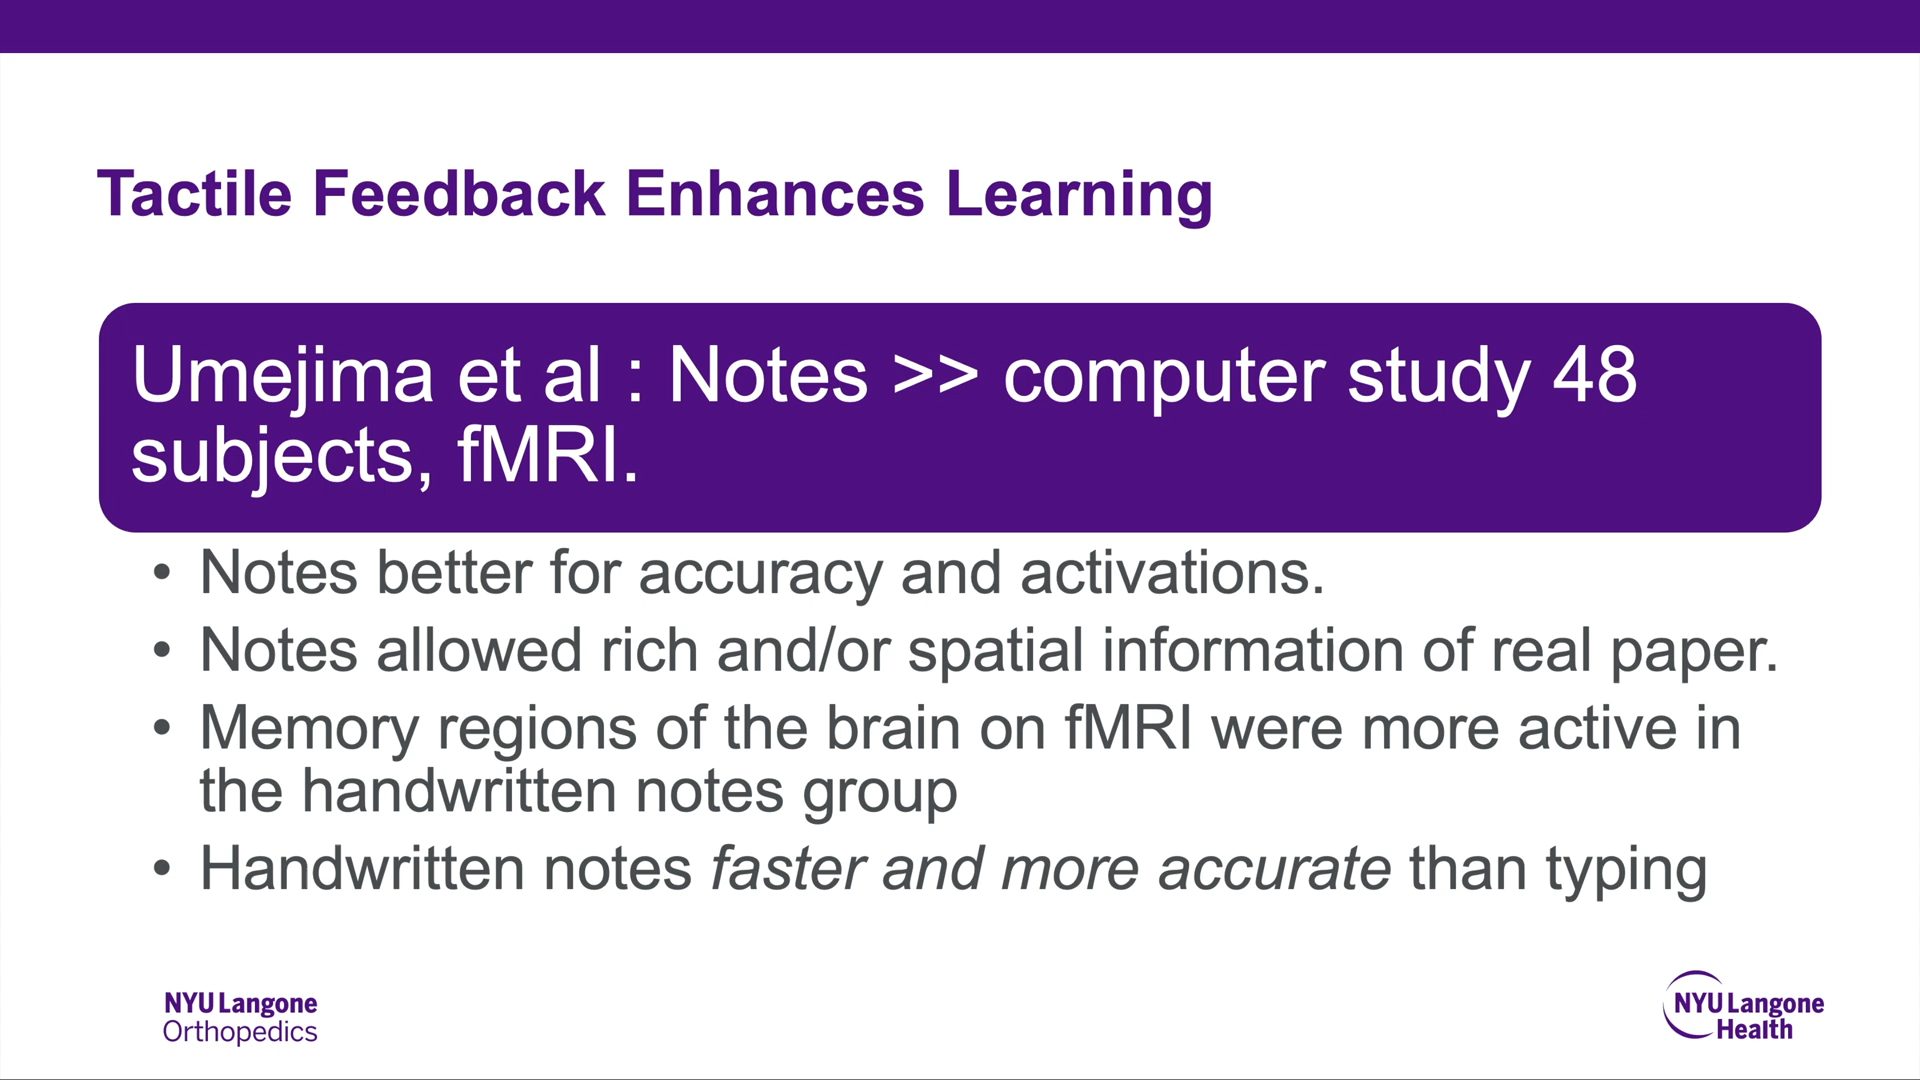 Tactile Feedback Enhances Learning
Umejima et al : Notes >> computer study 48
subjects, fMRI.
• Notes better for accuracy and activations.
• Notes allowed rich and/or spatial information of real paper.
• Memory regions of the brain on fMRI were more active in
the handwritten notes group
• Handwritten notes faster and more accurate than typing
NYU Langone
Orthopedics
NYU Langone
Health